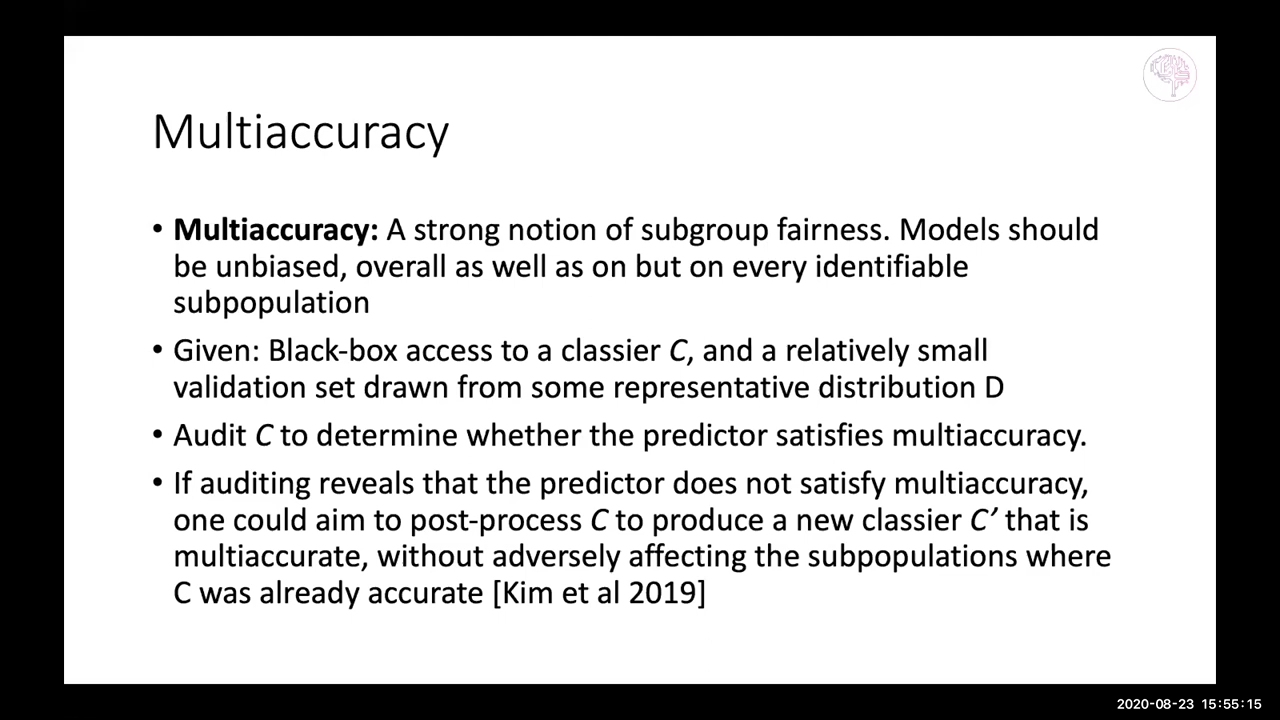 Multiaccuracy
• Multiaccuracy: A strong notion of subgroup fairness. Models should
be unbiased, overall as well as on but on every identifiable
subpopulation
• Given: Black-box access to a classier C, and a relatively small
validation set drawn from some representative distribution D
• Audit C to determine whether the predictor satisfies multiaccuracy.
• If auditing reveals that the predictor does not satisfy multiaccuracy,
one could aim to post-process C to produce a new classier C’ that is
multiaccurate, without adversely affecting the subpopulations where
C was already accurate [Kim et al 2019]
2020-08-23 15:55:15